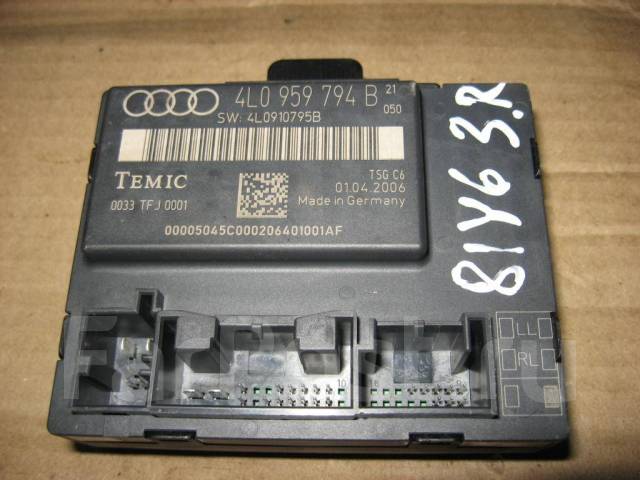 4L0 959 794 B 21
050
SW: 4L0910795B
TEMIC
TSG C6
01.04.2006
0033 TFJ 0001
Made in Germany
00005045C000206401001AF
81Y6 3.R
LL
RL
16